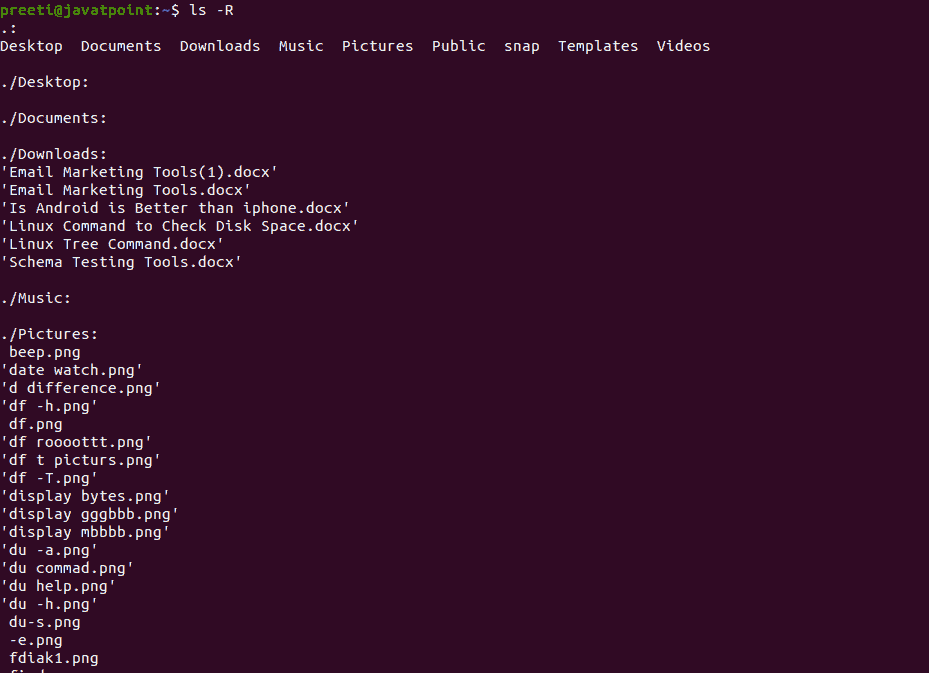 preeti@javatpoint:~$ ls -R
.:
Desktop  Documents  Downloads  Music  Pictures  Public  snap  Templates  Videos

./Desktop:

./Documents:

./Downloads:
'Email Marketing Tools(1).docx'
'Email Marketing Tools.docx'
'Is Android is Better than iphone.docx'
'Linux Command to Check Disk Space.docx'
'Linux Tree Command.docx'
'Schema Testing Tools.docx'

./Music:

./Pictures:
 beep.png
'date watch.png'
'd difference.png'
'df -h.png'
 df.png
'df rooottt.png'
'df t picturs.png'
'df -T.png'
'display bytes.png'
'display gggbbb.png'
'display mbbbb.png'
'du -a.png'
'du commad.png'
'du help.png'
'du -h.png'
 du-s.png
 -e.png
 fdiak1.png